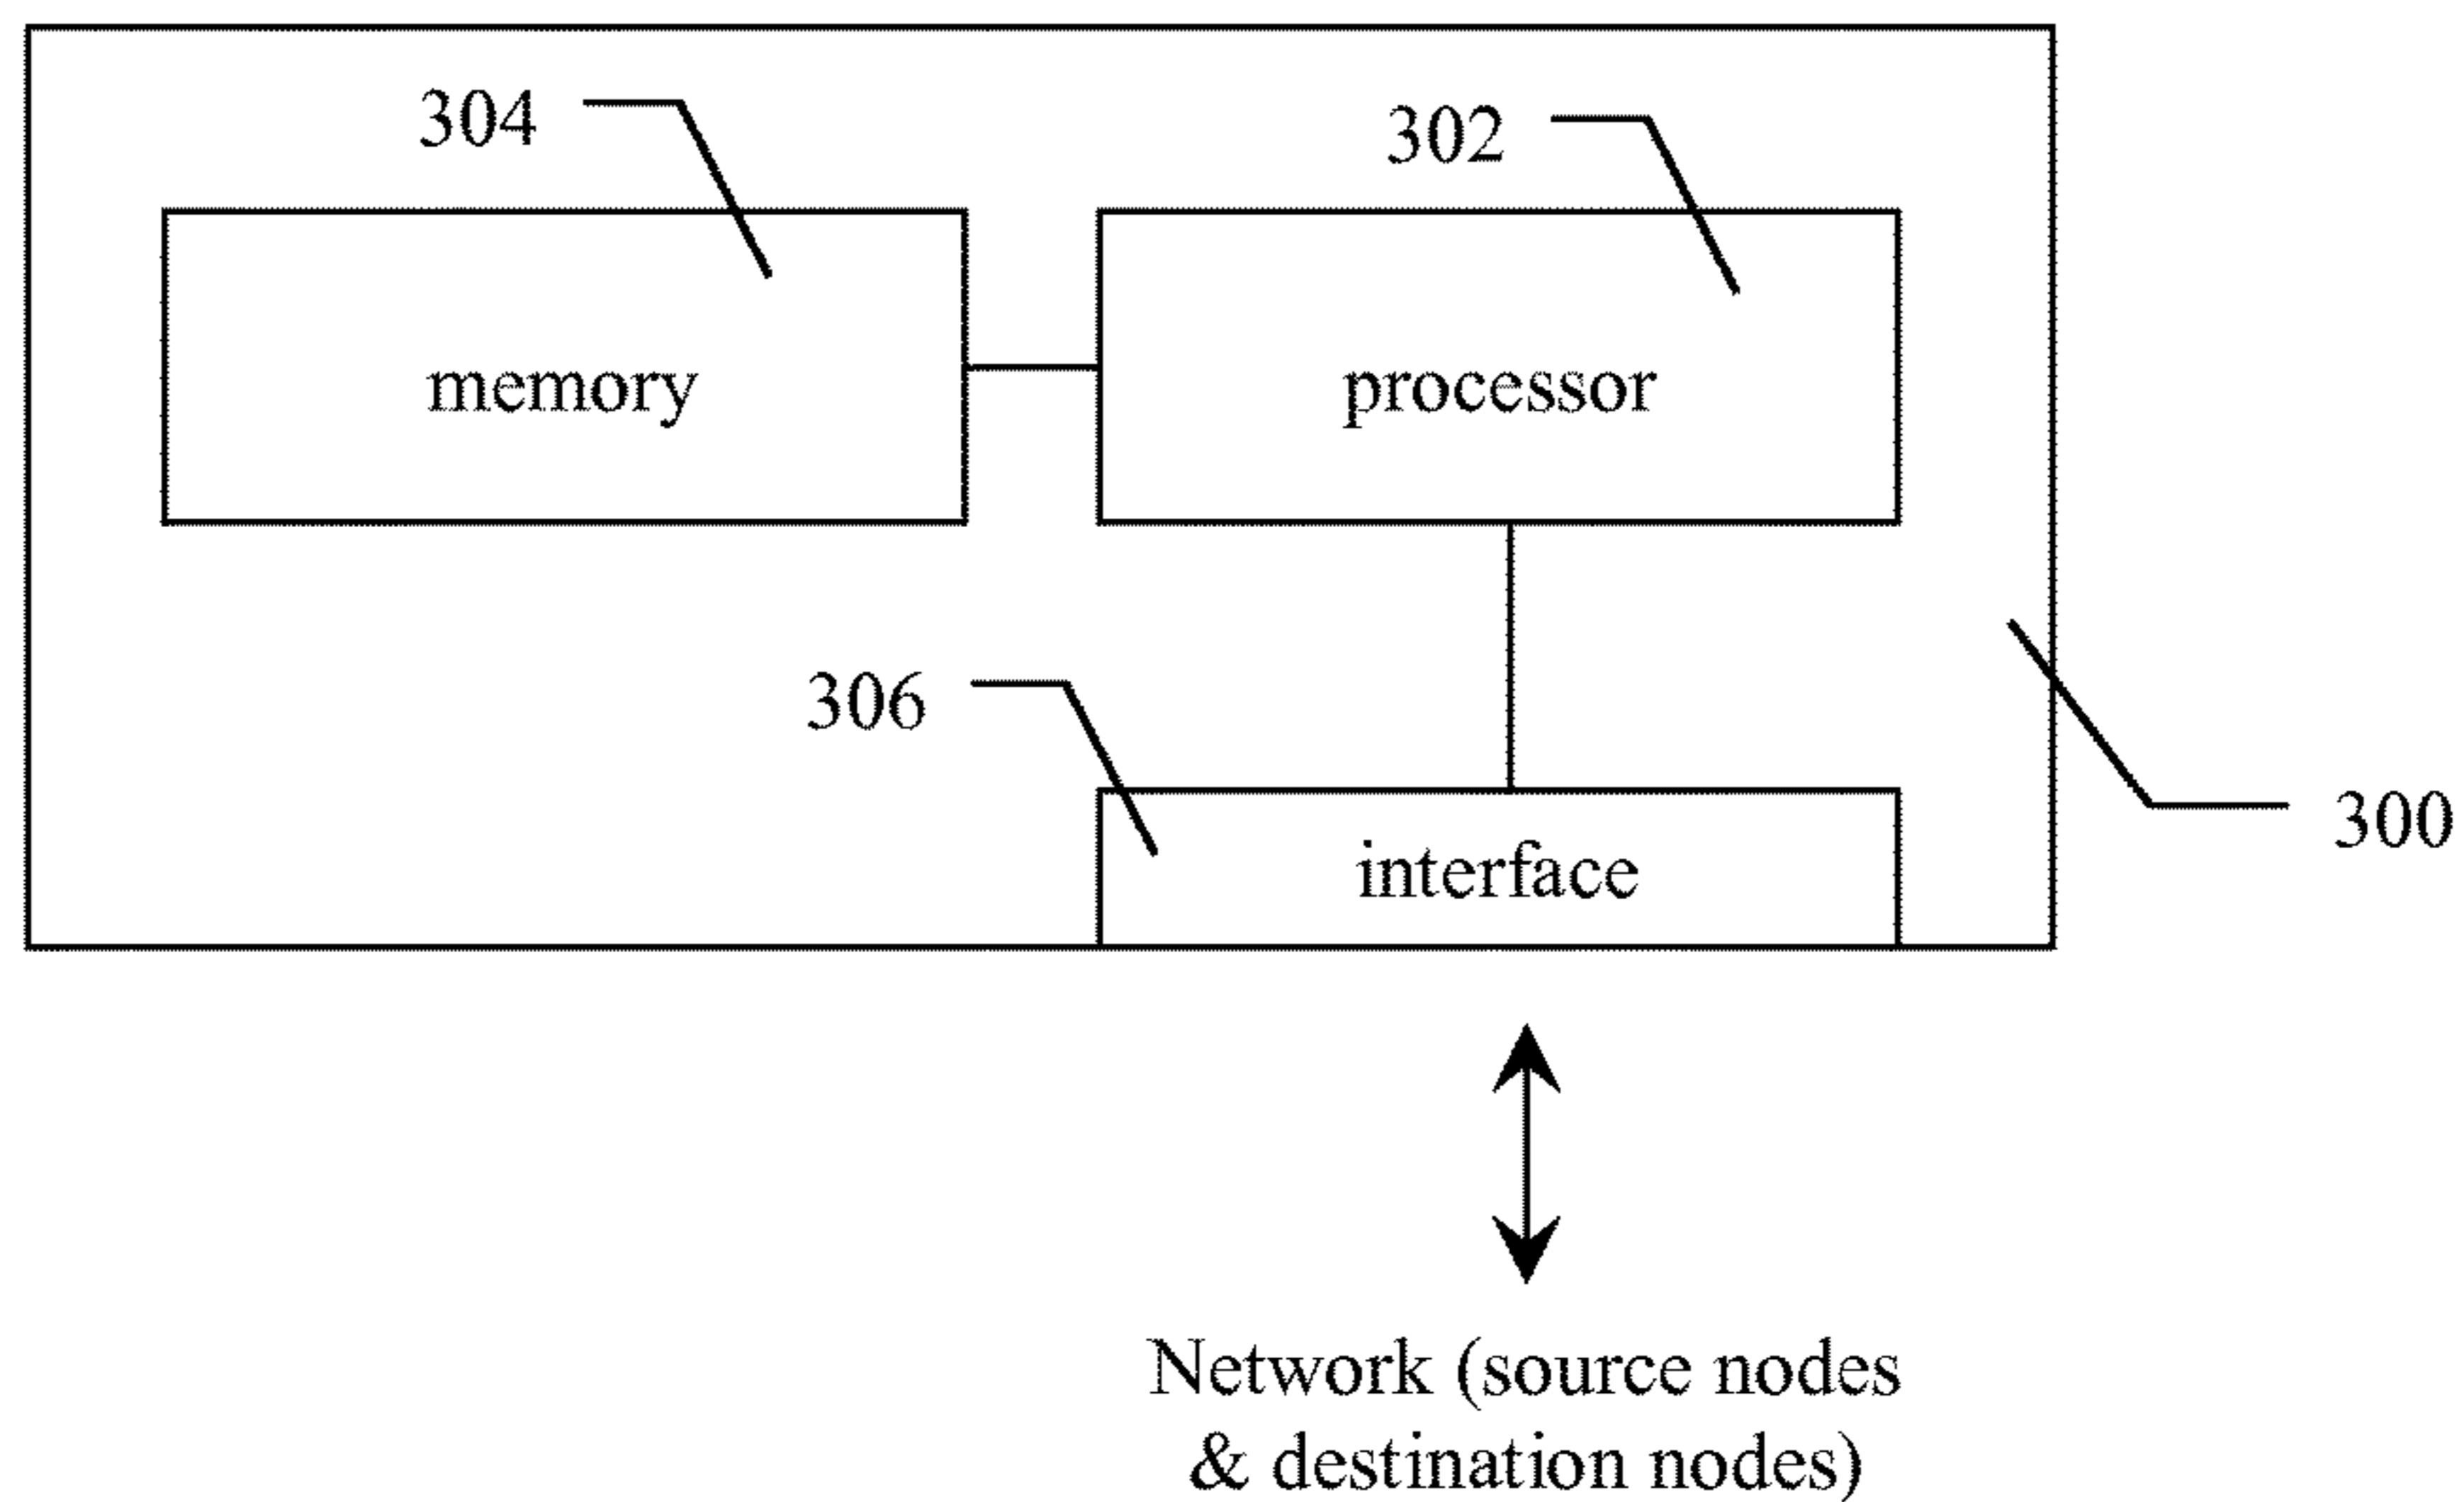 304
302
memory
processor
306
300
interface
Network (source nodes
& destination nodes)